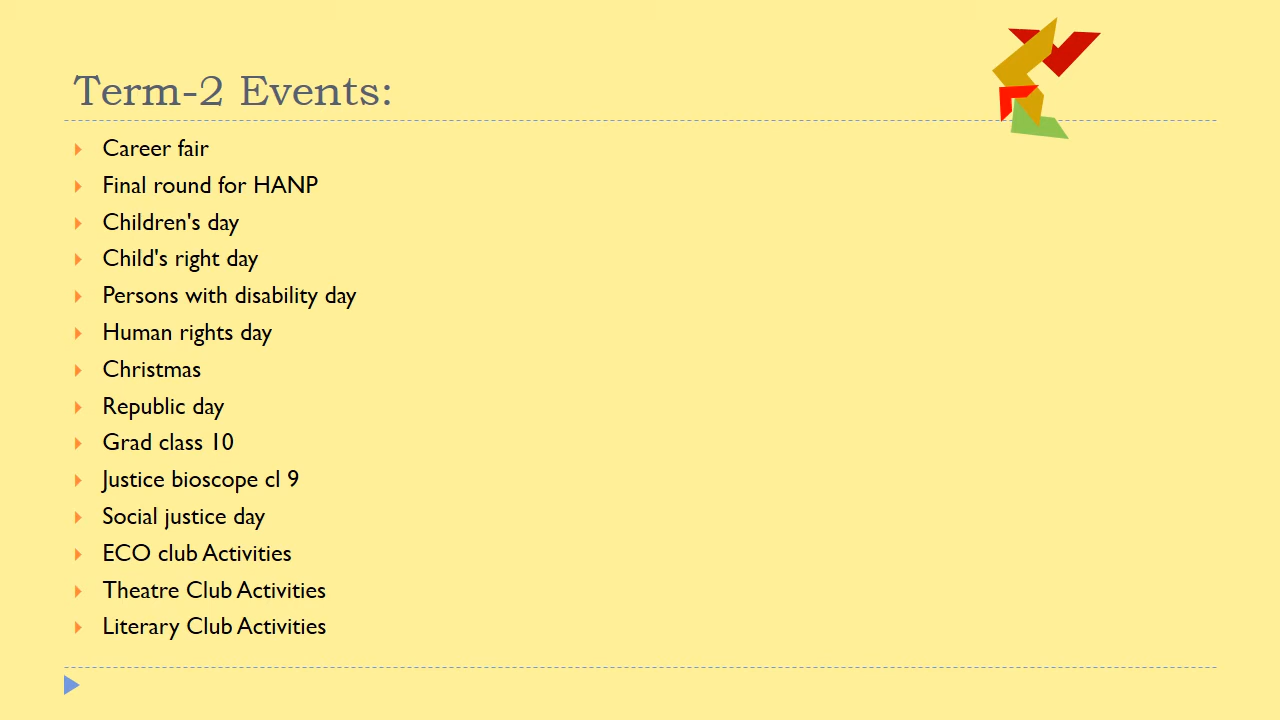 Term-2 Events:
Career fair
Final round for HANP
Children's day
Child's right day
Persons with disability day
Human rights day
Christmas
Republic day
Grad class 10
Justice bioscope cl 9
Social justice day
ECO club Activities
Theatre Club Activities
Literary Club Activities